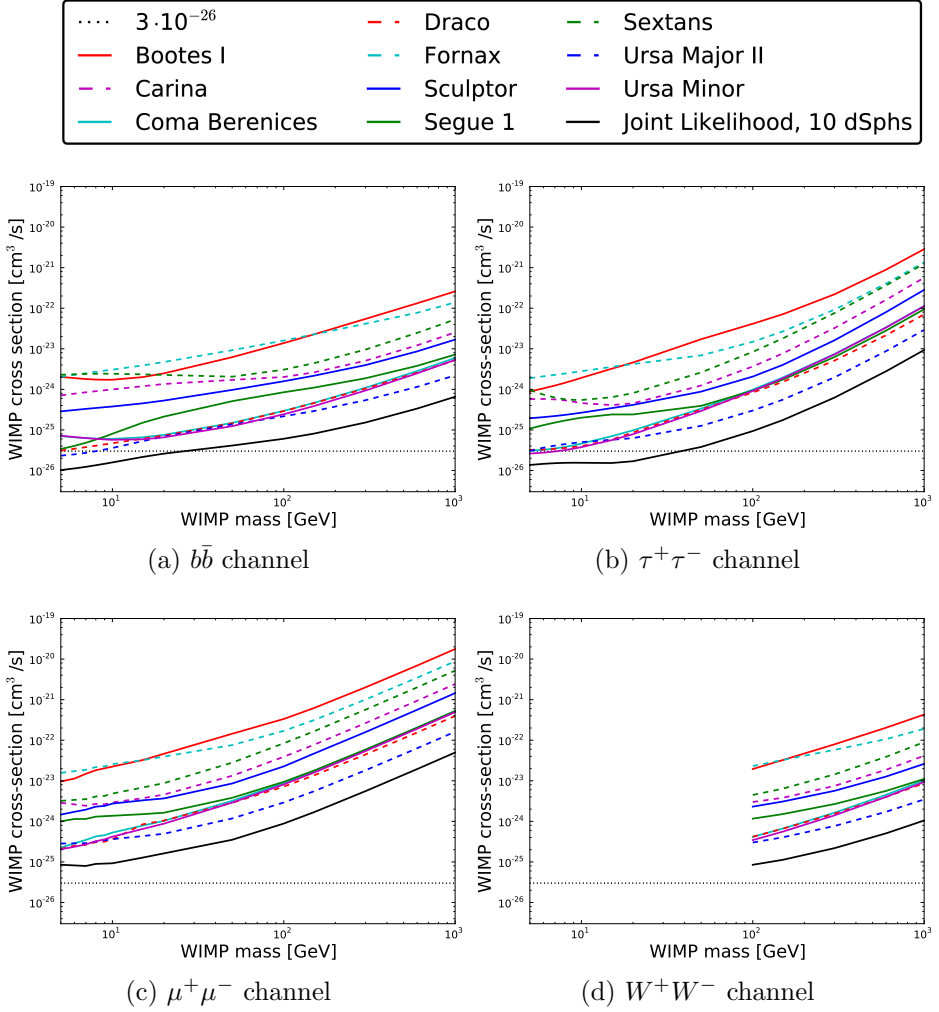 3·10⁻²⁶
Bootes I
Carina
Coma Berenices
Draco
Fornax
Sculptor
Segue 1
Sextans
Ursa Major II
Ursa Minor
Joint Likelihood, 10 dSphs
WIMP cross section [cm³ /s]
10⁻¹⁹
10⁻²⁰
10⁻²¹
10⁻²²
10⁻²³
10⁻²⁴
10⁻²⁵
10⁻²⁶
10¹ 10² 10³
WIMP mass [GeV]
(a) bb̄ channel
WIMP cross-section [cm³ /s]
10⁻¹⁹
10⁻²⁰
10⁻²¹
10⁻²²
10⁻²³
10⁻²⁴
10⁻²⁵
10⁻²⁶
10¹ 10² 10³
WIMP mass [GeV]
(b) τ⁺τ⁻ channel
WIMP cross-section [cm³ /s]
10⁻¹⁹
10⁻²⁰
10⁻²¹
10⁻²²
10⁻²³
10⁻²⁴
10⁻²⁵
10⁻²⁶
10¹ 10² 10³
WIMP mass [GeV]
(c) μ⁺μ⁻ channel
WIMP cross-section [cm³ /s]
10⁻¹⁹
10⁻²⁰
10⁻²¹
10⁻²²
10⁻²³
10⁻²⁴
10⁻²⁵
10⁻²⁶
10¹ 10² 10³
WIMP mass [GeV]
(d) W⁺W⁻ channel